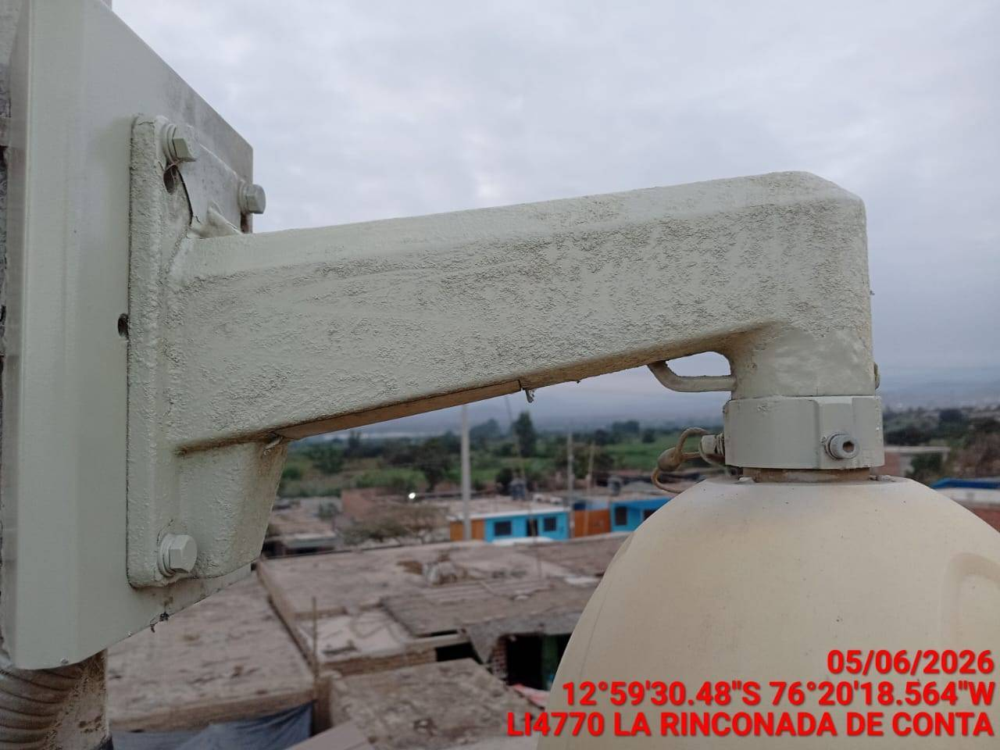 05/06/2026
12°59'30.48"S 76°20'18.564"W
LI4770 LA RINCONADA DE CONTA